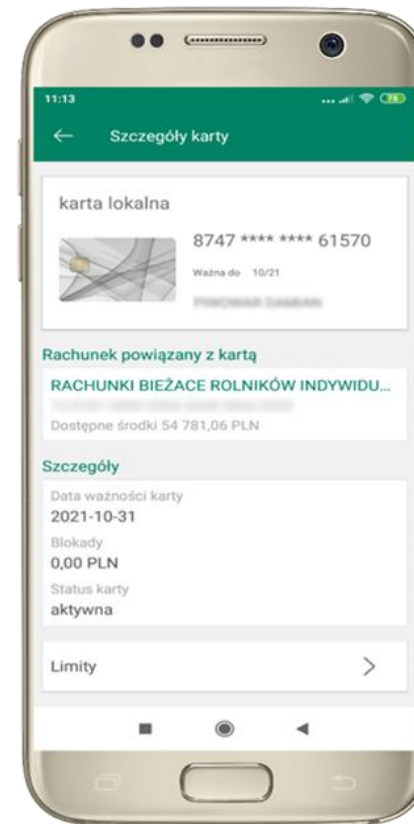 11:13
78
Szczegóły karty
karta lokalna
8747 **** **** 61570
Ważna do 10/21
Rachunek powiązany z kartą
RACHUNKI BIEŻACE ROLNIKÓW INDYWIDU...
Dostępne środki 54 781,06 PLN
Szczegóły
Data ważności karty
2021-10-31
Blokady
0,00 PLN
Status karty
aktywna
Limity